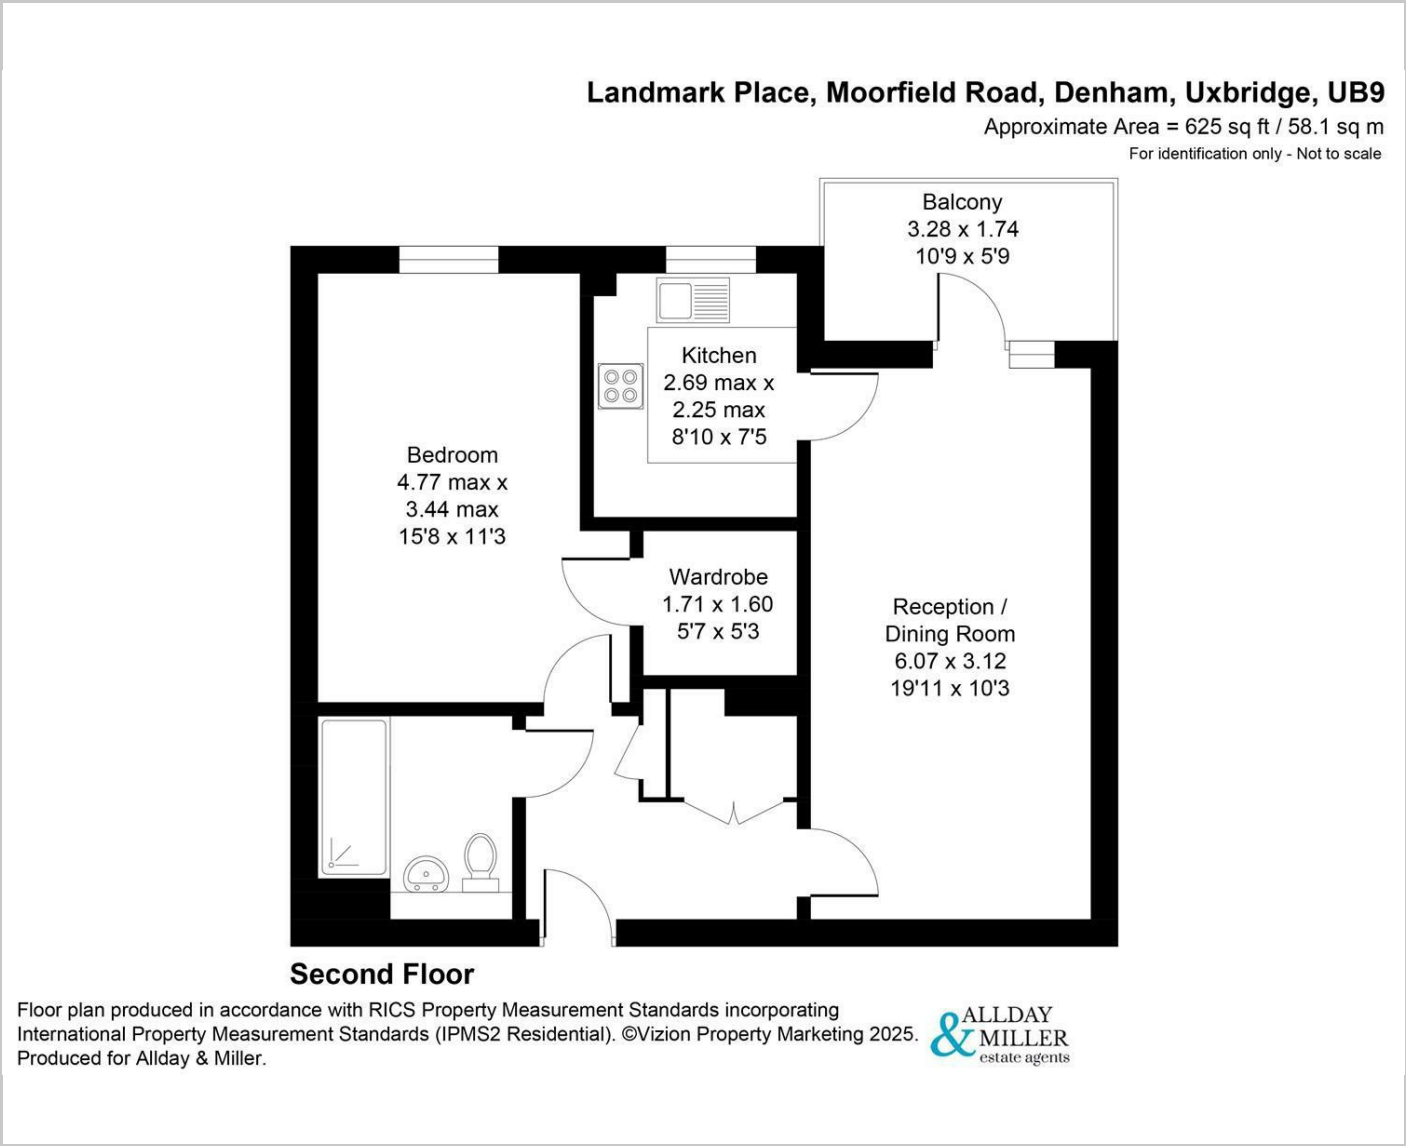 Landmark Place, Moorfield Road, Denham, Uxbridge, UB9
Approximate Area = 625 sq ft / 58.1 sq m
For identification only - Not to scale
Balcony
3.28 x 1.74
10'9 x 5'9
Kitchen
2.69 max x
2.25 max
8'10 x 7'5
Bedroom
4.77 max x
3.44 max
15'8 x 11'3
Wardrobe
1.71 x 1.60
5'7 x 5'3
Reception /
Dining Room
6.07 x 3.12
19'11 x 10'3
Second Floor
Floor plan produced in accordance with RICS Property Measurement Standards incorporating
International Property Measurement Standards (IPMS2 Residential). ©Vizion Property Marketing 2025.
Produced for Allday & Miller.
ALLDAY
& MILLER
estate agents